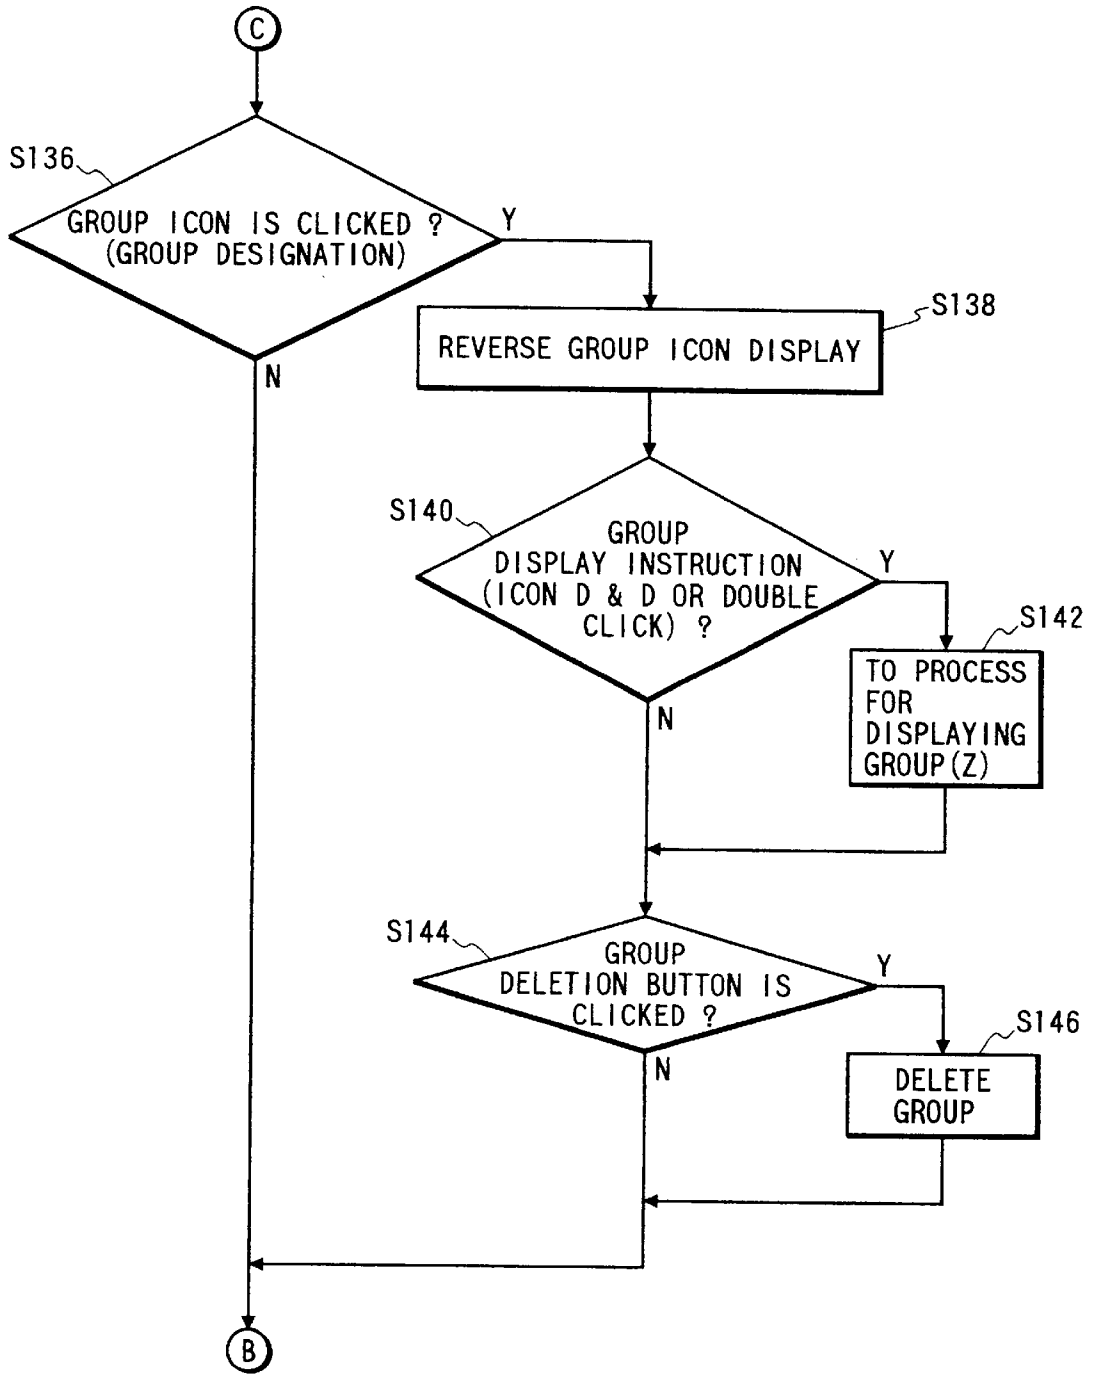 C
S136
GROUP ICON IS CLICKED ?
(GROUP DESIGNATION)
Y
N
S138
REVERSE GROUP ICON DISPLAY
S140
GROUP
DISPLAY INSTRUCTION
(ICON D & D OR DOUBLE
CLICK) ?
Y
N
S142
TO PROCESS
FOR
DISPLAYING
GROUP(Z)
S144
GROUP
DELETION BUTTON IS
CLICKED ?
Y
N
S146
DELETE
GROUP
B